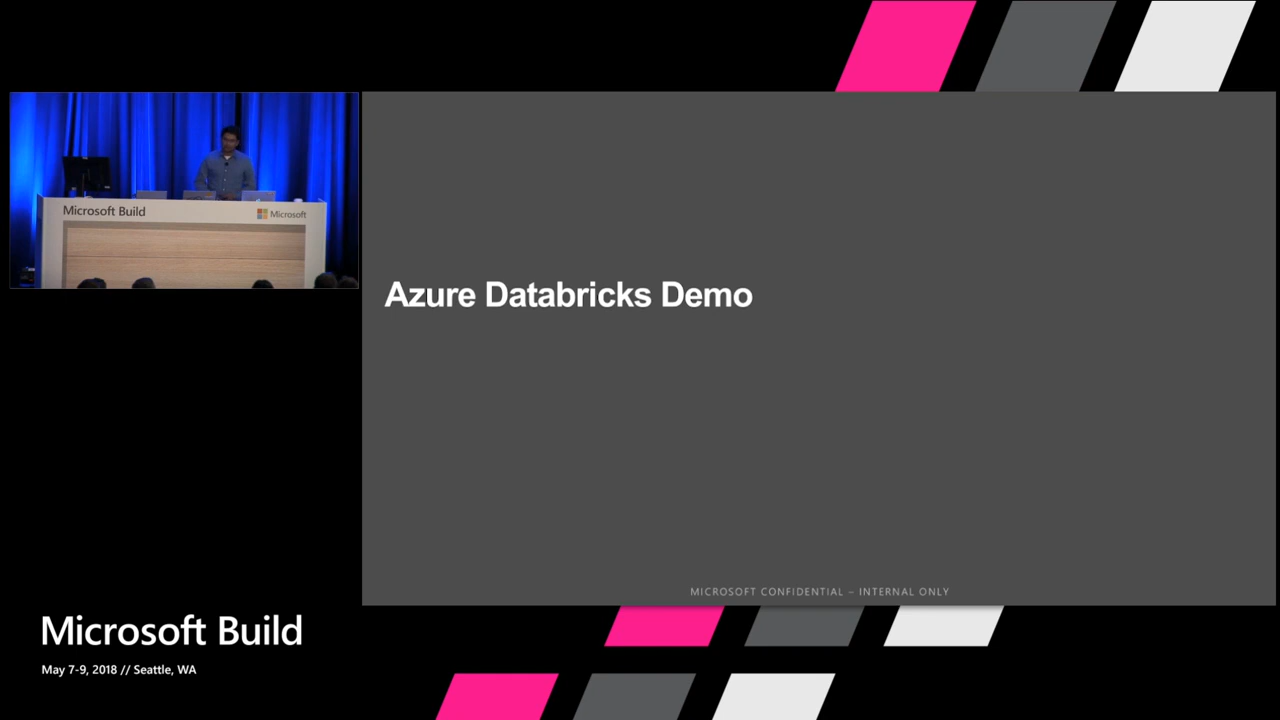 Microsoft Build
Microsoft
Azure Databricks Demo
MICROSOFT CONFIDENTIAL – INTERNAL ONLY
Microsoft Build
May 7-9, 2018 // Seattle, WA